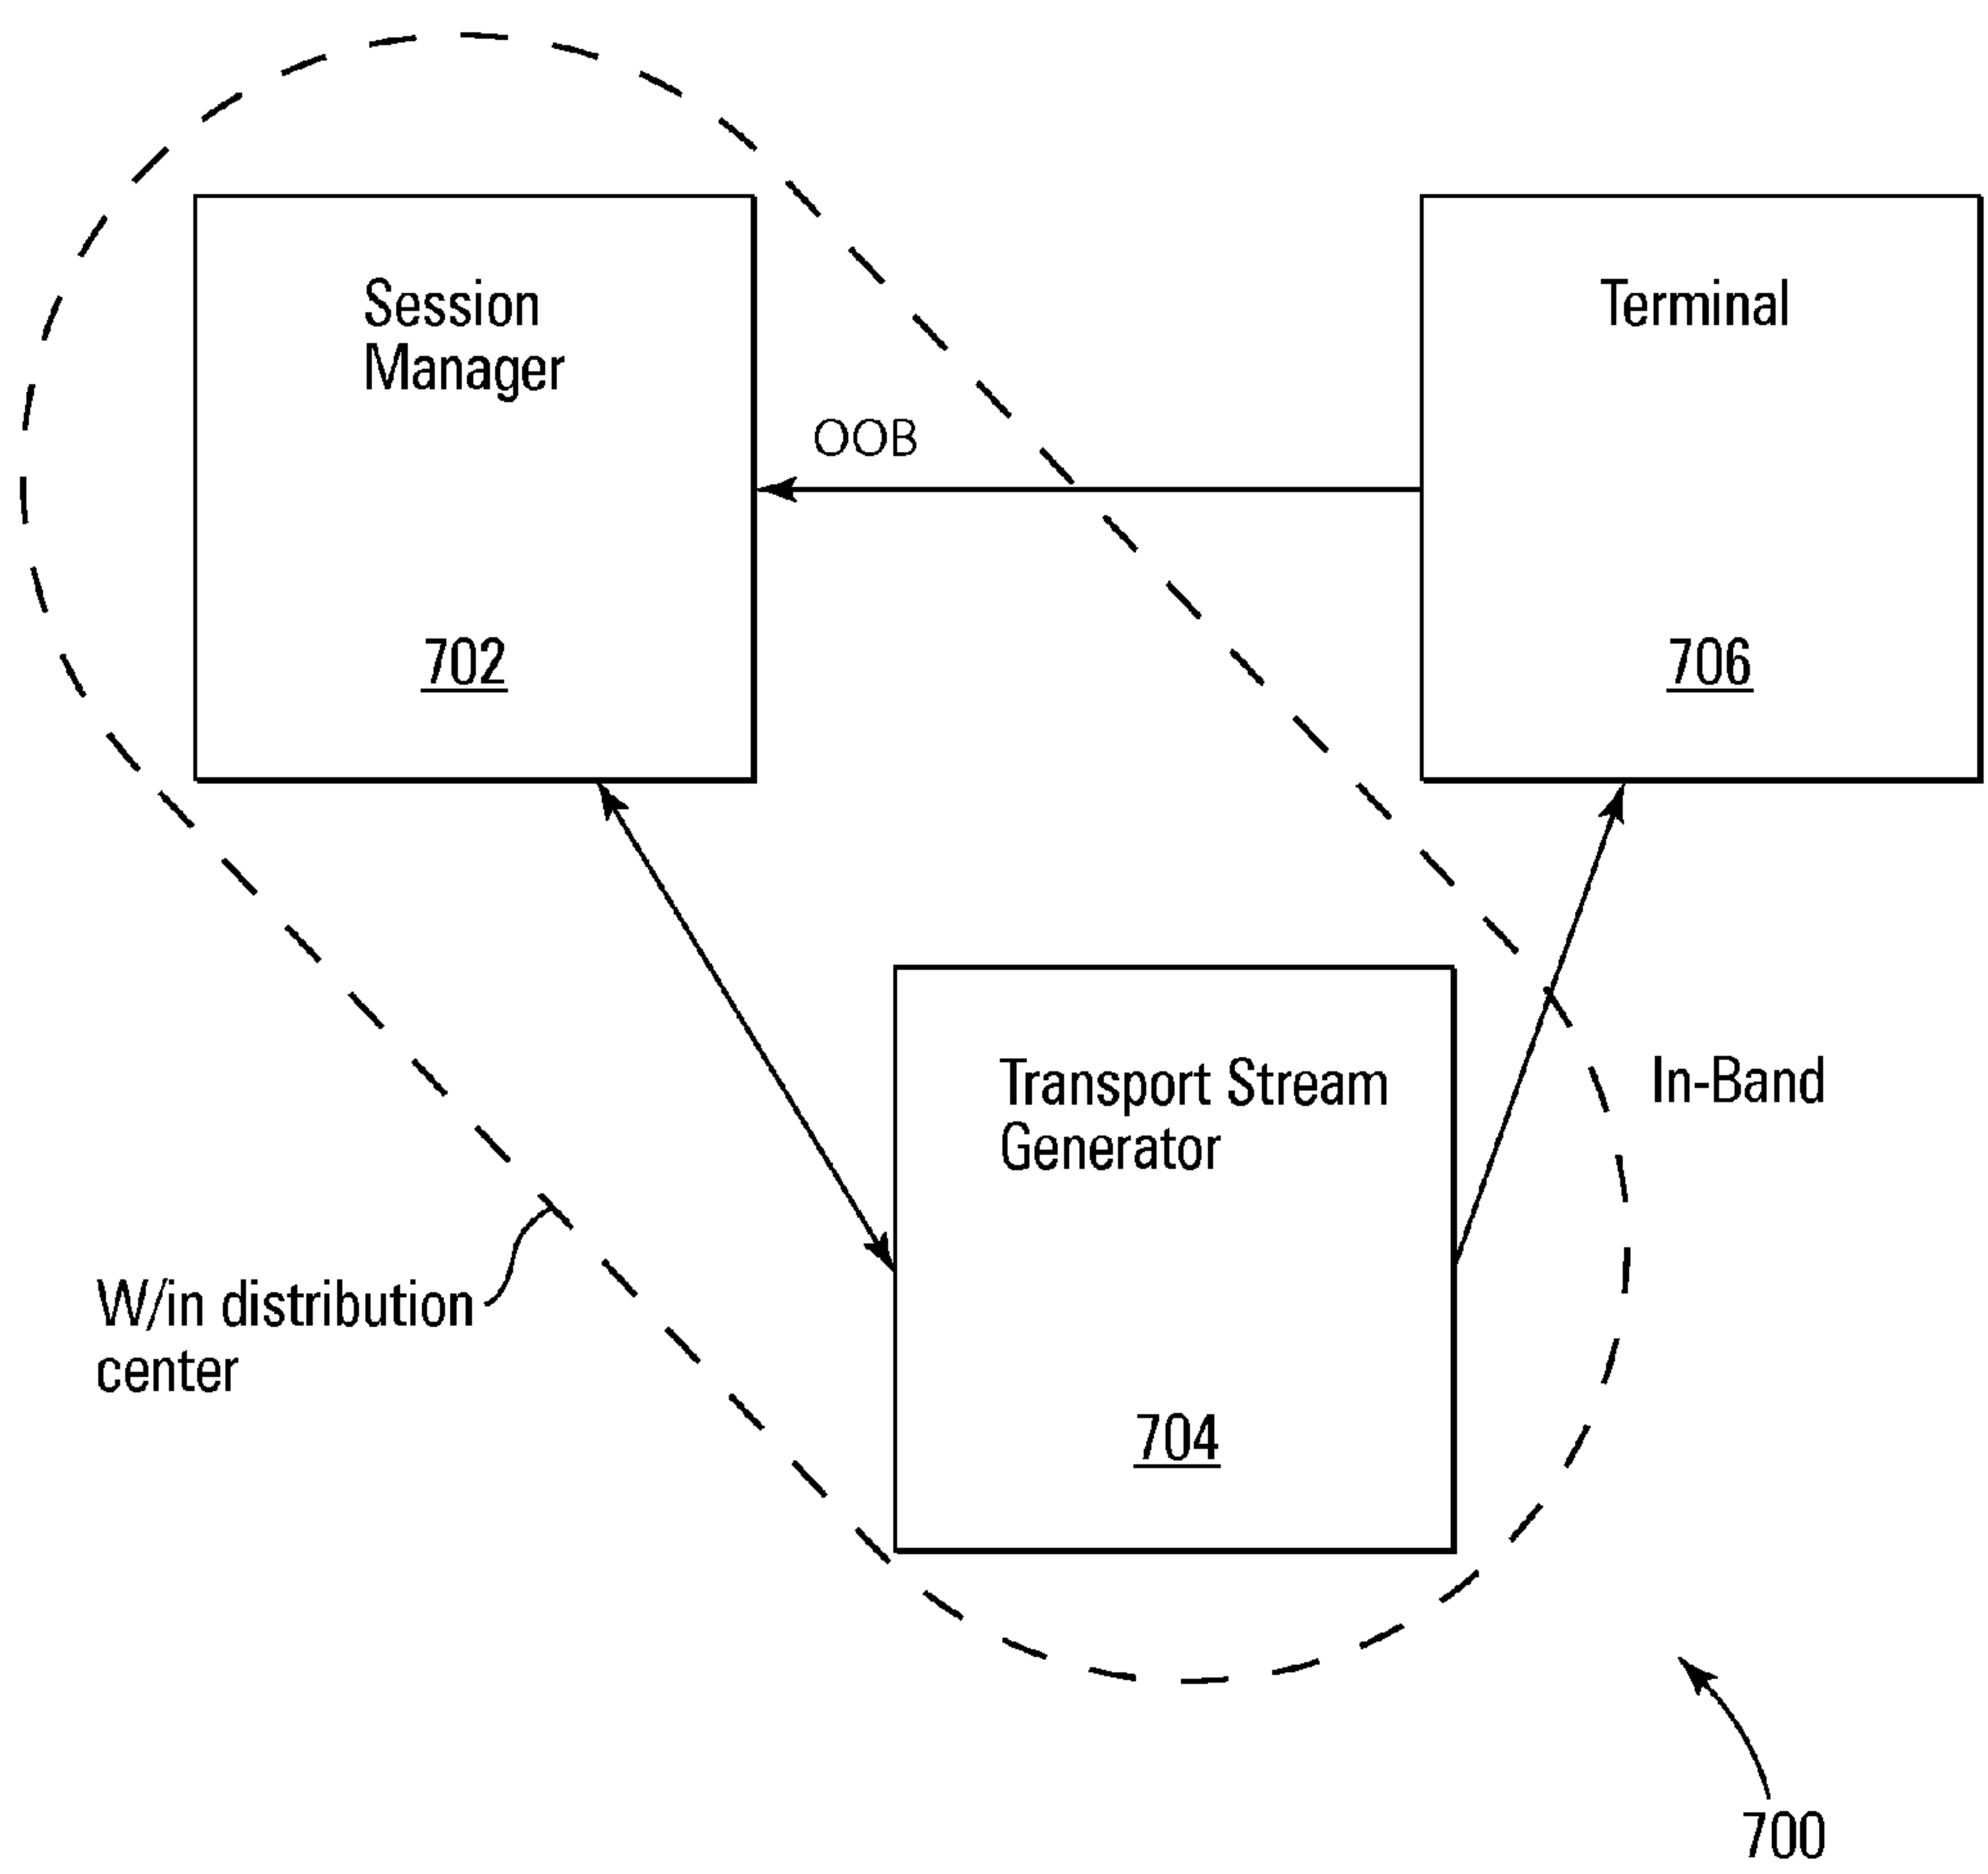 Session
Manager
702
OOB
Terminal
706
Transport Stream
Generator
704
In-Band
W/in distribution
center
700